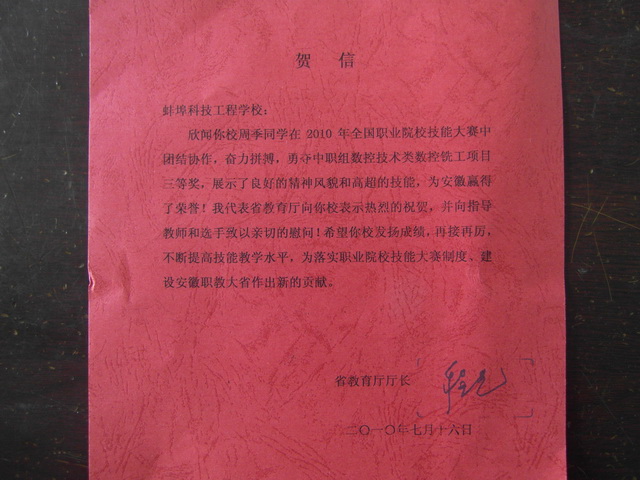 贺 信
蚌埠科技工程学校：
欣闻你校周季同学在 2010 年全国职业院校技能大赛中
团结协作，奋力拼搏，勇夺中职组数控技术类数控铣工项目
三等奖，展示了良好的精神风貌和高超的技能，为安徽赢得
了荣誉！我代表省教育厅向你校表示热烈的祝贺，并向指导
教师和选手致以亲切的慰问！希望你校发扬成绩，再接再厉，
不断提高技能教学水平，为落实职业院校技能大赛制度、建
设安徽职教大省作出新的贡献。
省教育厅厅长
二〇一〇年七月十六日